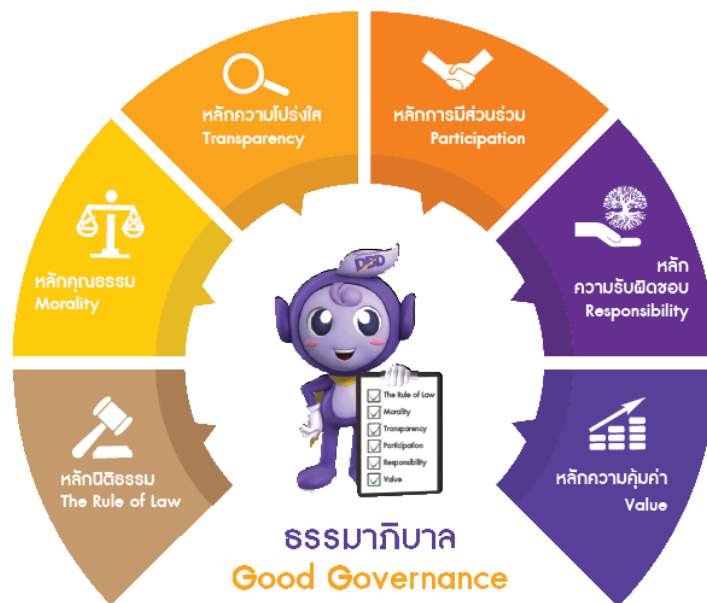 หลักความโปร่งใส
Transparency
หลักการมีส่วนร่วม
Participation
หลักคุณธรรม
Morality
หลัก
ความรับผิดชอบ
Responsibility
หลักนิติธรรม
The Rule of Law
หลักความคุ้มค่า
Value
DBD
The Rule of Law
Morality
Transparency
Participation
Responsibility
Value
ธรรมาภิบาล
Good Governance